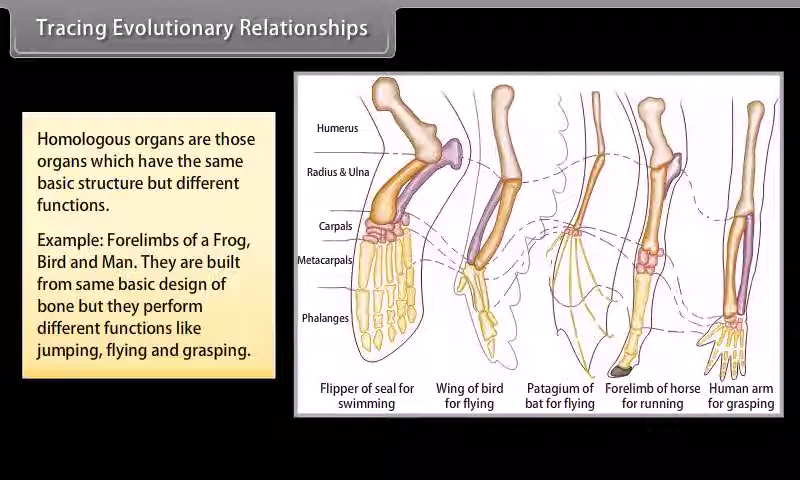 Tracing Evolutionary Relationships
Homologous organs are those
organs which have the same
basic structure but different
functions.
Example: Forelimbs of a Frog,
Bird and Man. They are built
from same basic design of
bone but they perform
different functions like
jumping, flying and grasping.
Humerus
Radius & Ulna
Carpals
Metacarpals
Phalanges
Flipper of seal for
swimming
Wing of bird
for flying
Patagium of
bat for flying
Forelimb of horse
for running
Human arm
for grasping